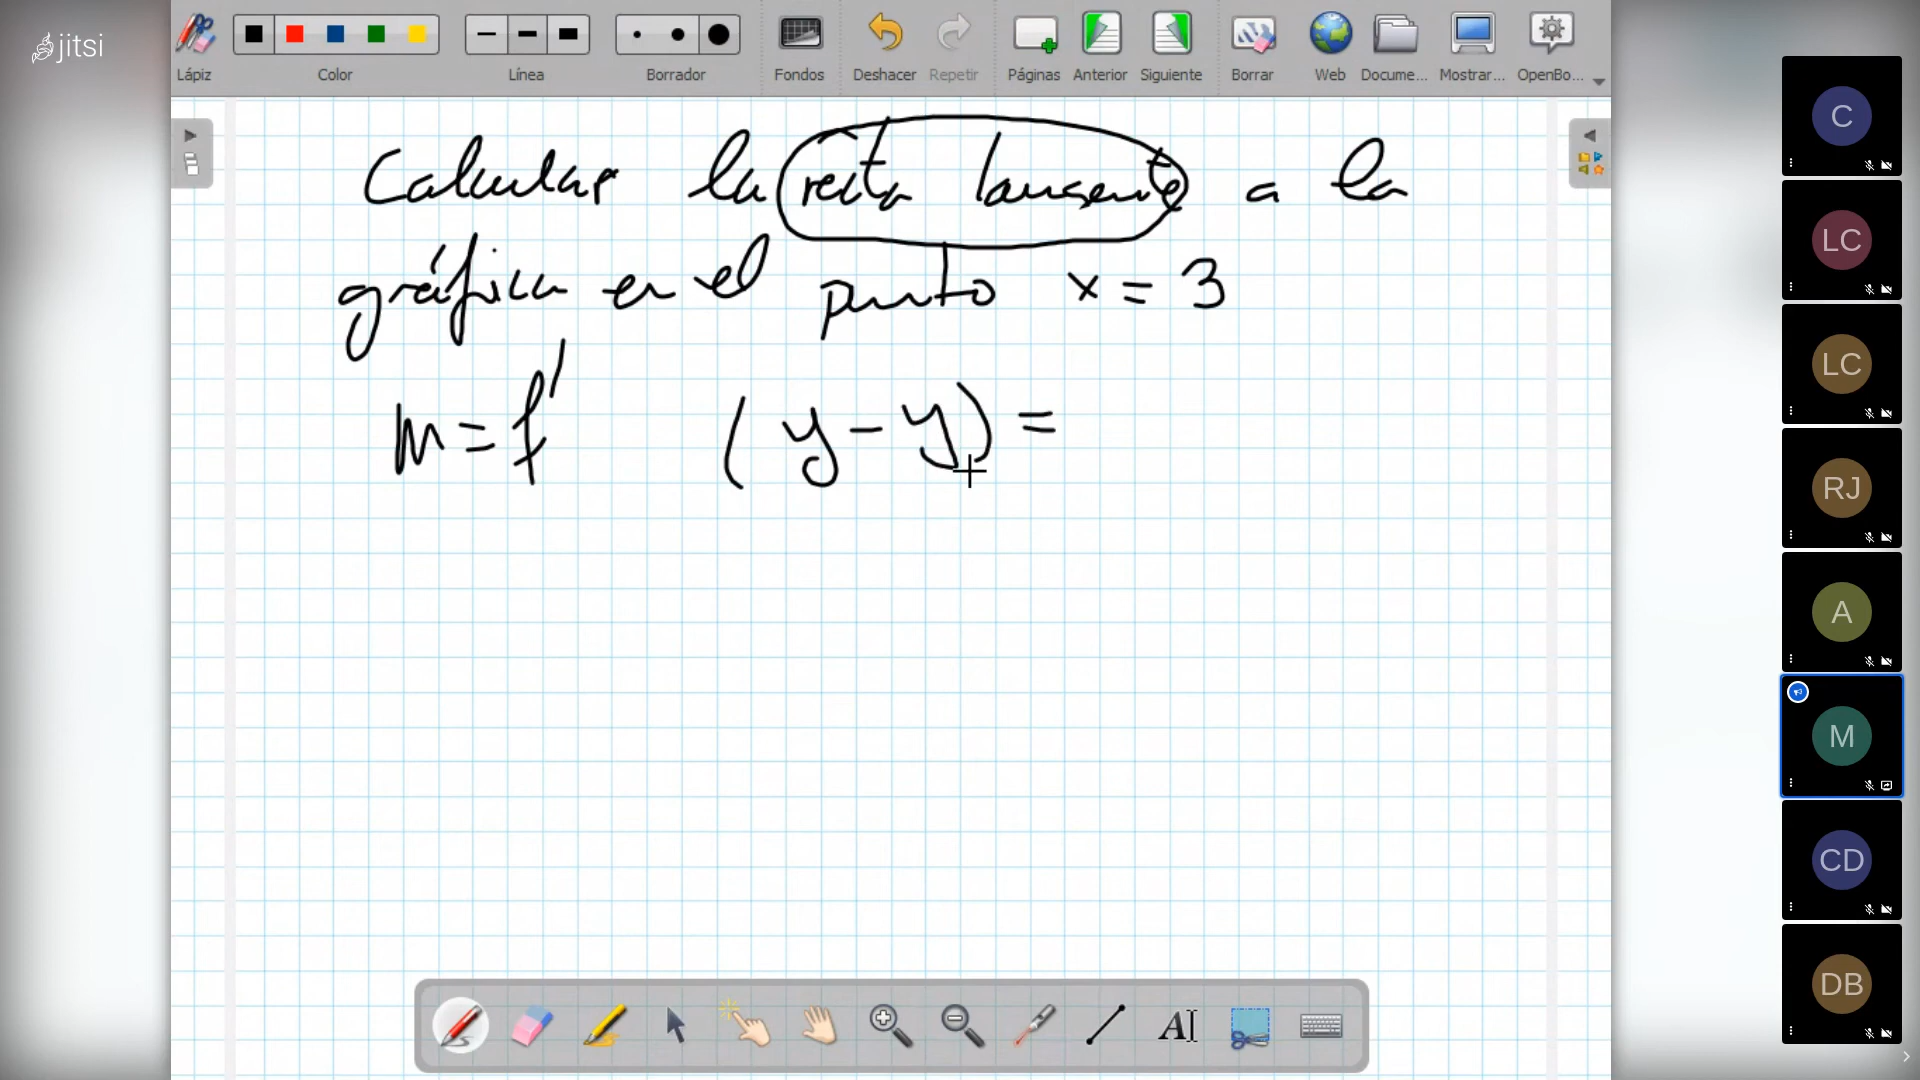 jitsi
Lápiz Color Línea Borrador Fondos Deshacer Repetir Páginas Anterior Siguiente Borrar Web Docume... Mostrar... OpenBo...
Calcular la recta tangente a la
gráfica en el punto x = 3
m = f' (y - y) =
C
LC
LC
RJ
A
M
CD
DB